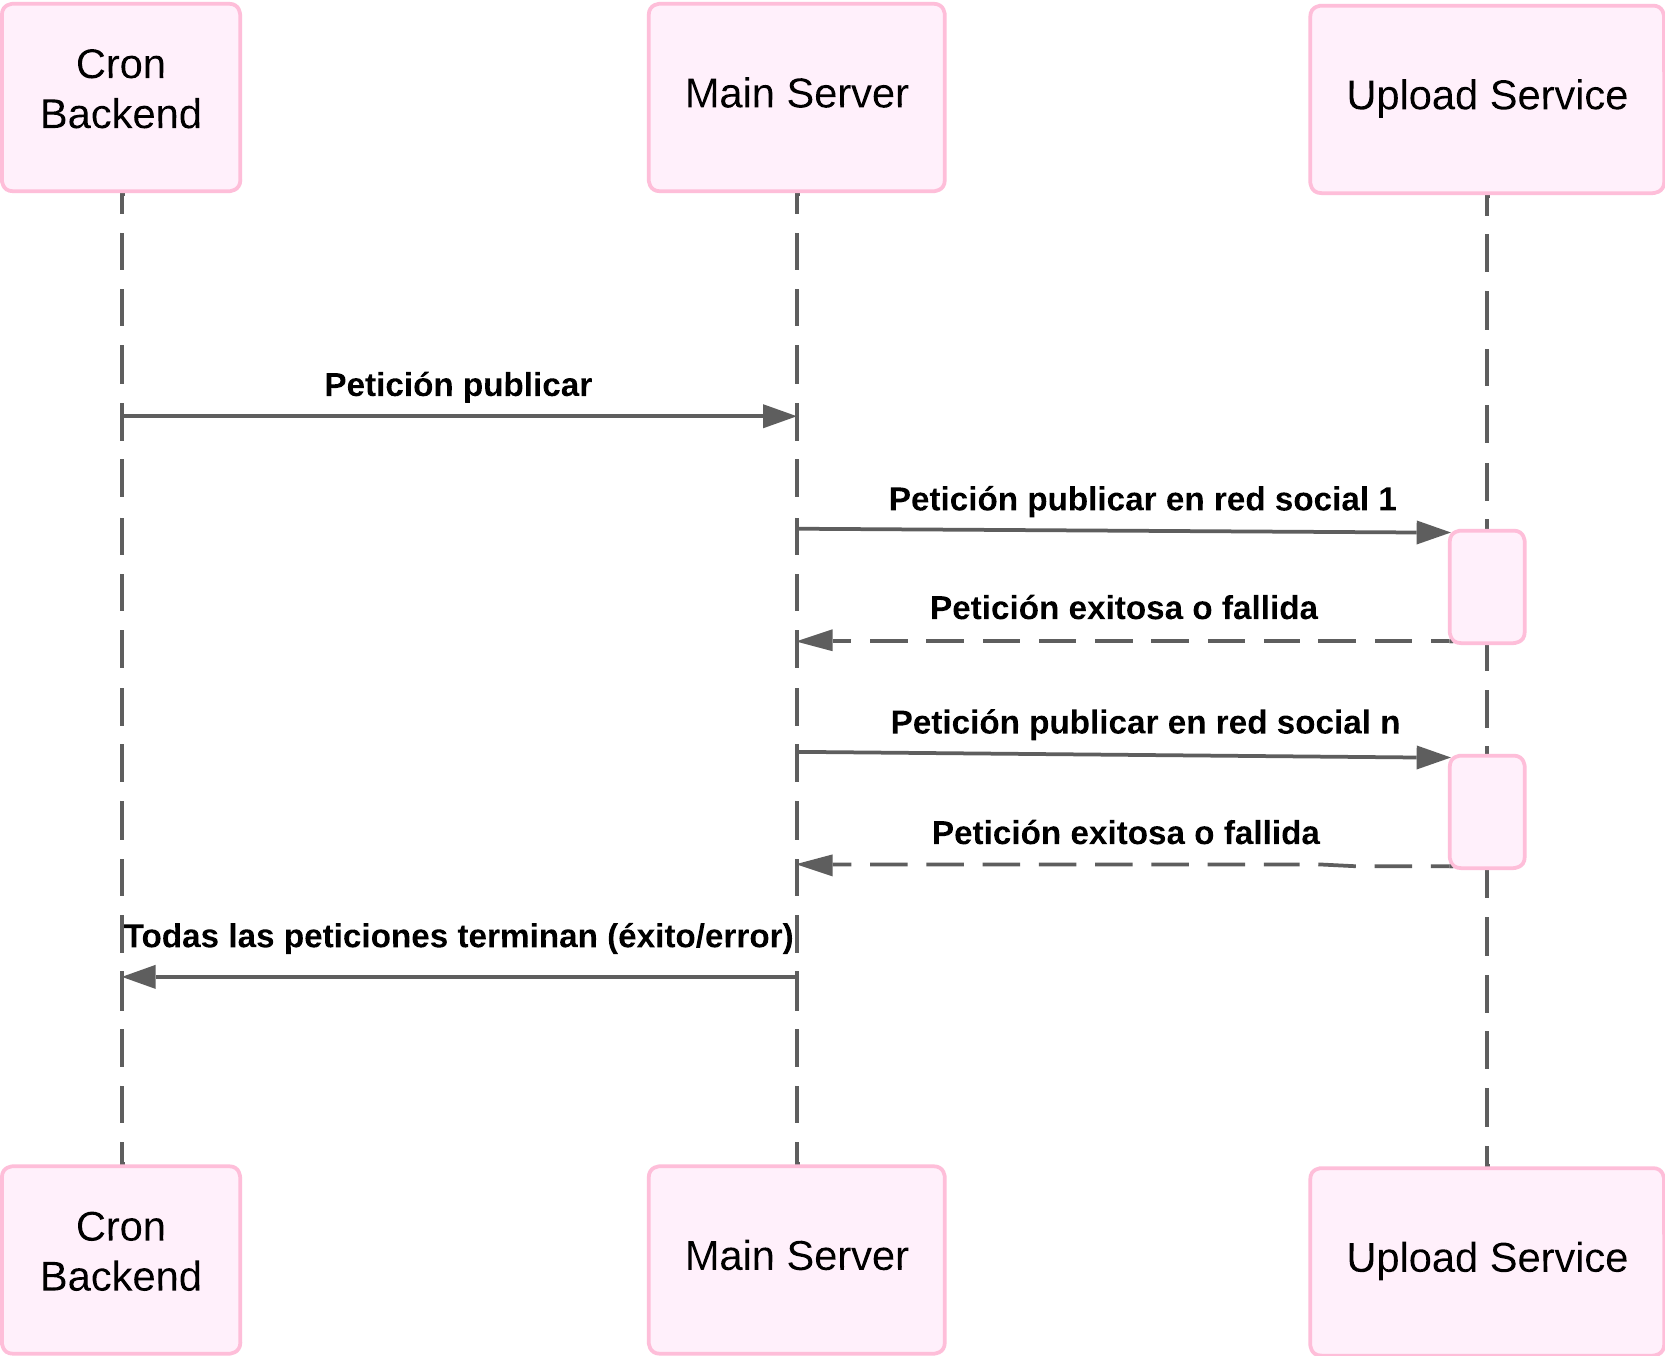 Cron
Backend
Main Server
Upload Service
Petición publicar
Petición publicar en red social 1
Petición exitosa o fallida
Petición publicar en red social n
Petición exitosa o fallida
Todas las peticiones terminan (éxito/error)
Cron
Backend
Main Server
Upload Service